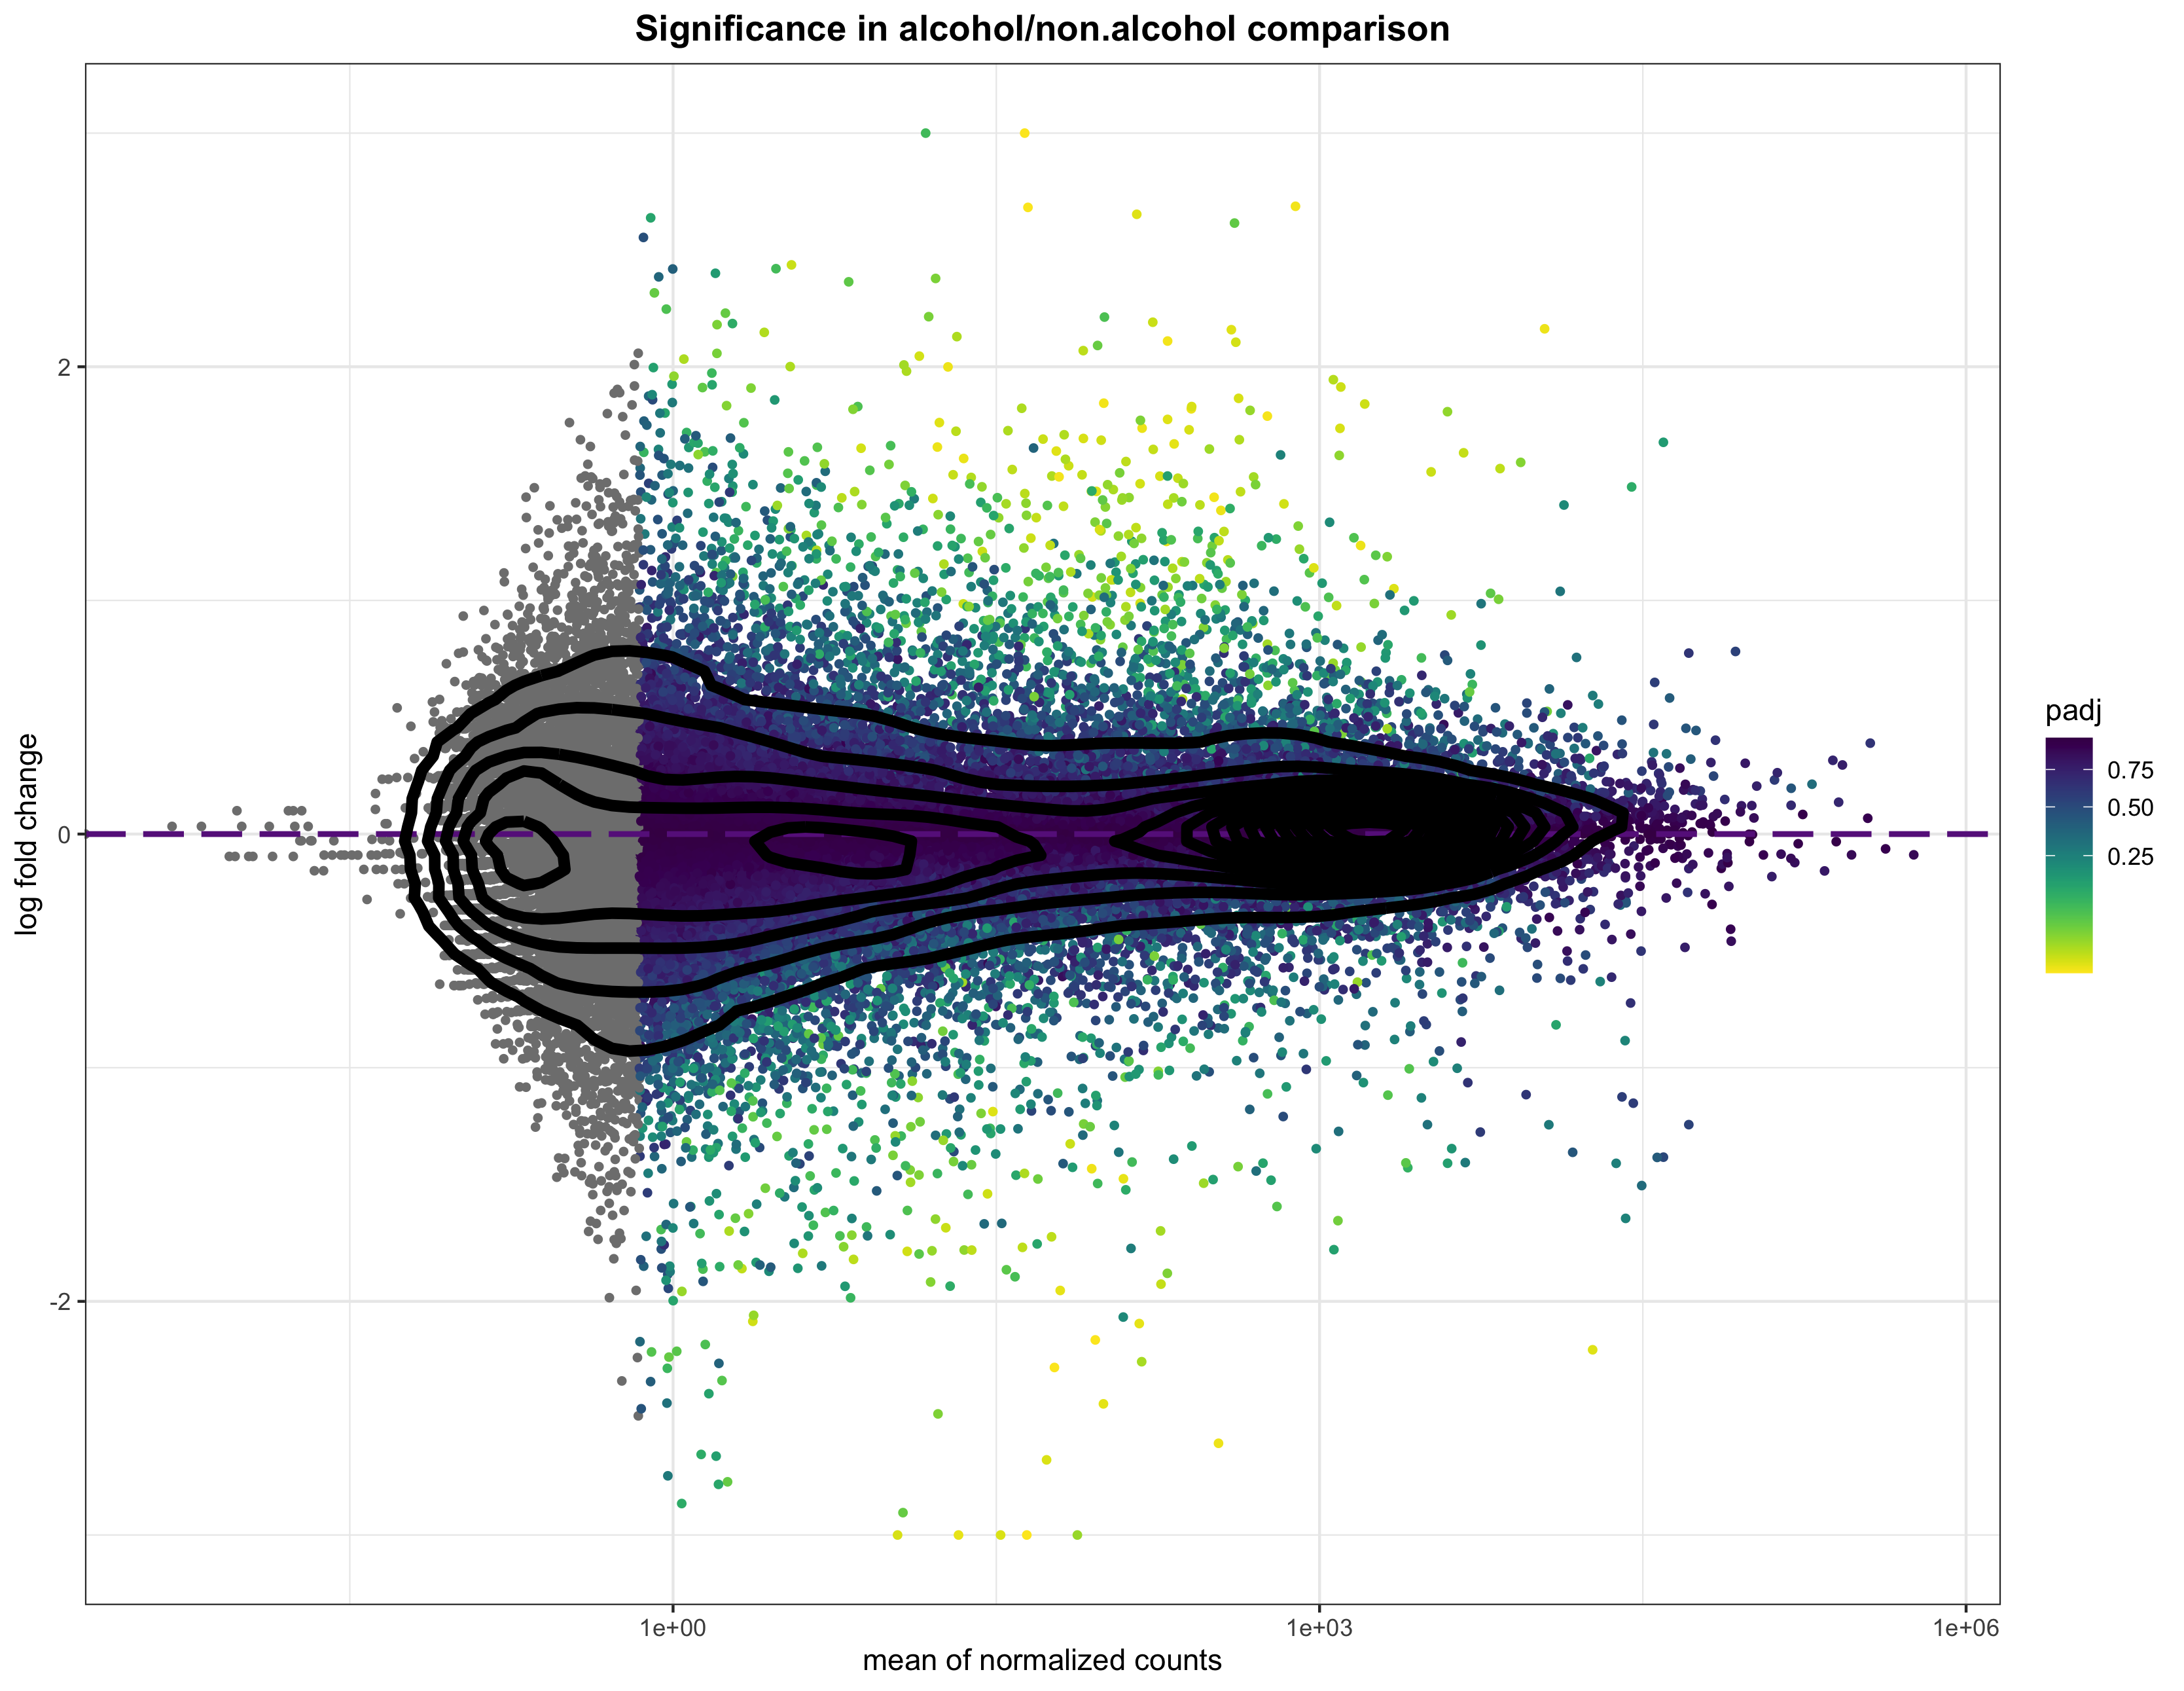 Significance in alcohol/non.alcohol comparison
log fold change
2
0
-2
1e+00
1e+03
1e+06
mean of normalized counts
padj
0.75
0.50
0.25